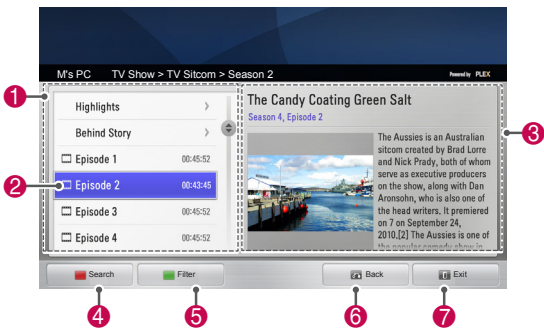 M's PC TV Show > TV Sitcom > Season 2
Powered by PLEX
1
Highlights >
Behind Story >
Episode 1 00:45:52
2
Episode 2 00:43:45
Episode 3 00:45:52
Episode 4 00:45:52
The Candy Coating Green Salt
Season 4, Episode 2
3
The Aussies is an Australian
sitcom created by Brad Lorre
and Nick Prady, both of whom
serve as executive producers
on the show, along with Dan
Aronsohn, who is also one of
the head writers. It premiered
on 7 on September 24,
2010.[2] The Aussies is one of
the popular comedy show in
Search
Filter
Back
Exit
4
5
6
7